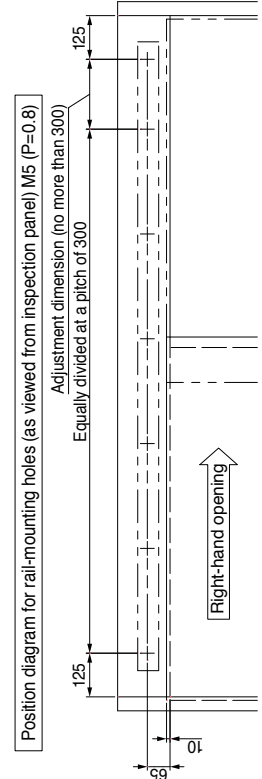 Position diagram for rail-mounting holes (as viewed from inspection panel) M5 (P=0.8)
125
Adjustment dimension (no more than 300)
Equally divided at a pitch of 300
125
65
10
Right-hand opening